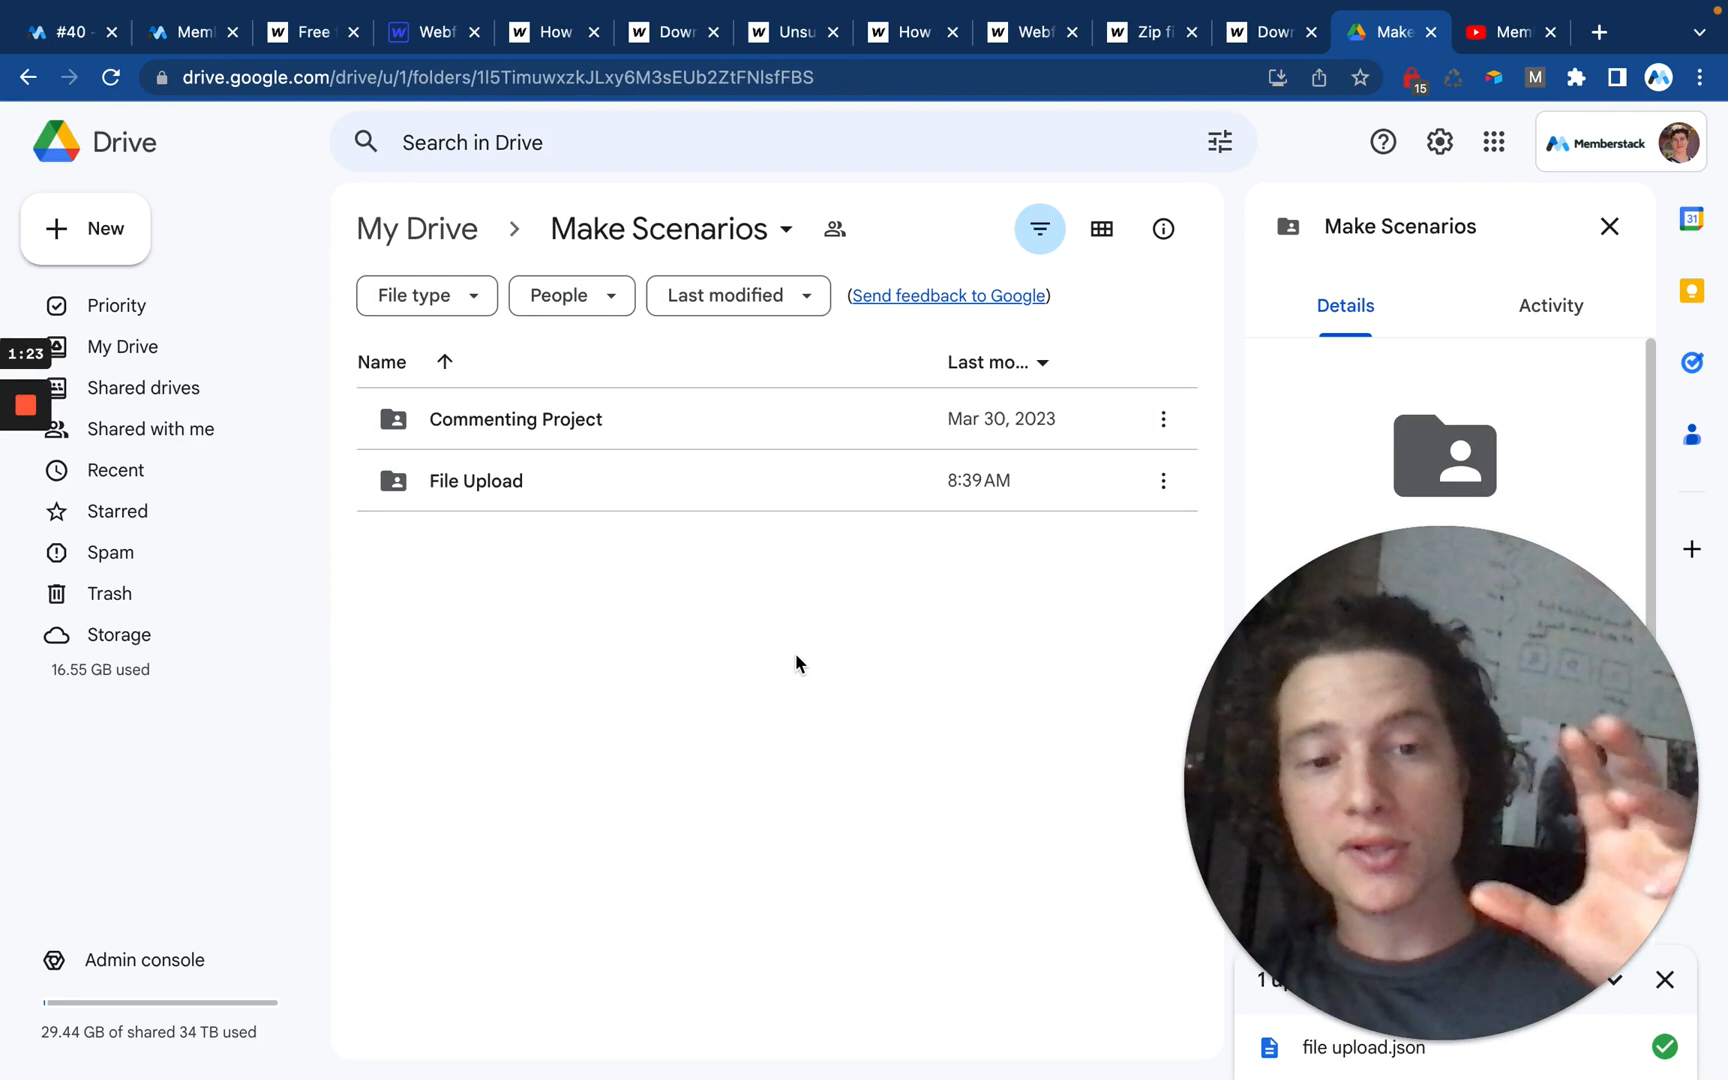 #40 -
Meml
Free
Webf
How
Down
Unsu
How
Webf
Zip fi
Down
Make
Mem
drive.google.com/drive/u/1/folders/1I5TimuwxzkJLxy6M3sEUb2ZtFNIsfFBS
15
M
Drive
Search in Drive
Memberstack
New
My Drive
Make Scenarios
Make Scenarios
31
File type
People
Last modified
(Send feedback to Google)
Details
Activity
Priority
My Drive
Shared drives
Shared with me
Recent
Starred
Spam
Trash
Storage
16.55 GB used
1:23
Name
Last mo...
Commenting Project
Mar 30, 2023
File Upload
8:39 AM
Admin console
29.44 GB of shared 34 TB used
file upload.json